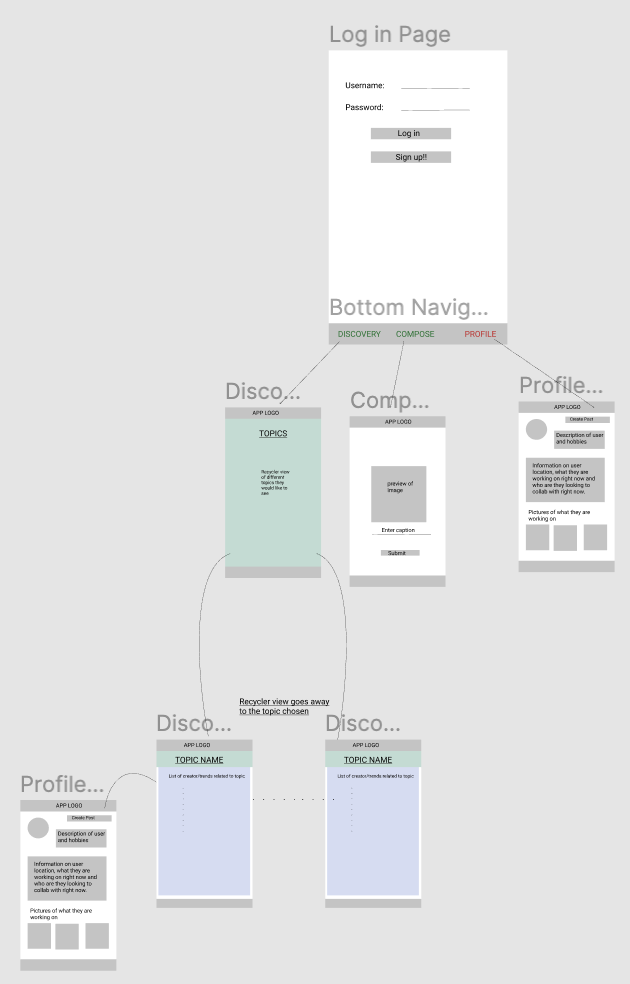 Log in Page
Username:
Password:
Log in
Sign up!!
Bottom Navig...
DISCOVERY COMPOSE PROFILE
Disco...
APP LOGO
TOPICS
Recycler view
of different
topics they
would like to
see
Comp...
APP LOGO
preview of
image
Enter caption
Submit
Profile...
APP LOGO
Create Post
Description of user
and hobbies
Information on user
location, what they are
working on right now and
who are they looking to
collab with right now.
Pictures of what they are
working on
Recycler view goes away
to the topic chosen
Disco...
APP LOGO
TOPIC NAME
List of creator/trends related to topic
Disco...
APP LOGO
TOPIC NAME
List of creator/trends related to topic
Profile...
APP LOGO
Create Post
Description of user
and hobbies
Information on user
location, what they are
working on right now and
who are they looking to
collab with right now.
Pictures of what they are
working on